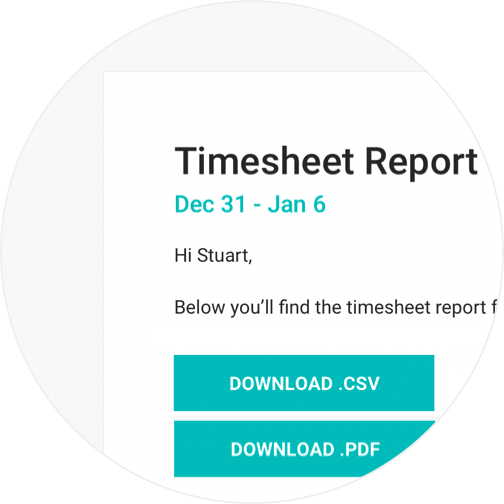 Timesheet Report
Dec 31 - Jan 6
Hi Stuart,
Below you’ll find the timesheet report
DOWNLOAD .CSV
DOWNLOAD .PDF